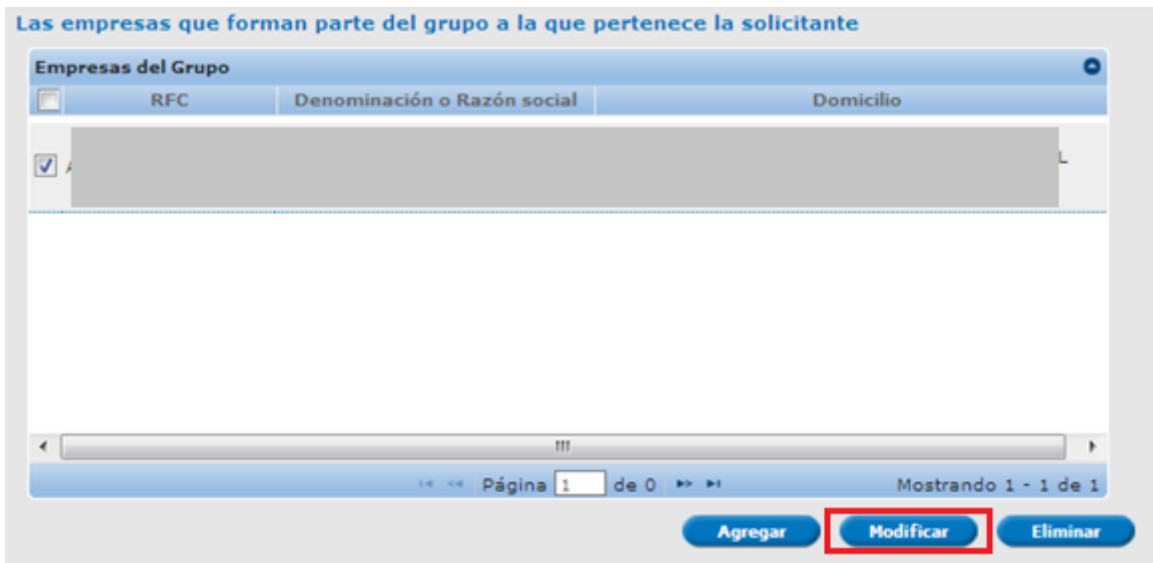 Las empresas que forman parte del grupo a la que pertenece la solicitante
Empresas del Grupo
RFC Denominación o Razón social Domicilio
L
Página 1 de 0 Mostrando 1 - 1 de 1
Agregar Modificar Eliminar